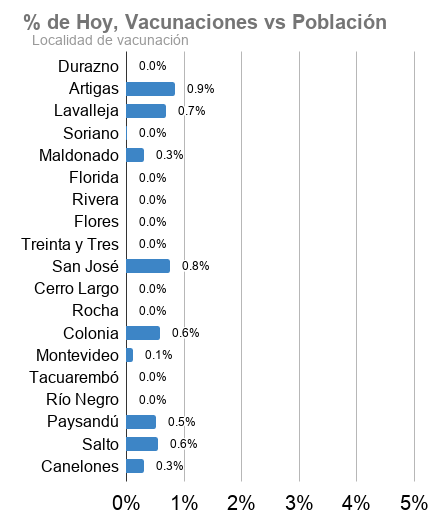 % de Hoy, Vacunaciones vs Población
Localidad de vacunación
Durazno 0.0%
Artigas 0.9%
Lavalleja 0.7%
Soriano 0.0%
Maldonado 0.3%
Florida 0.0%
Rivera 0.0%
Flores 0.0%
Treinta y Tres 0.0%
San José 0.8%
Cerro Largo 0.0%
Rocha 0.0%
Colonia 0.6%
Montevideo 0.1%
Tacuarembó 0.0%
Río Negro 0.0%
Paysandú 0.5%
Salto 0.6%
Canelones 0.3%
0% 1% 2% 3% 4% 5%